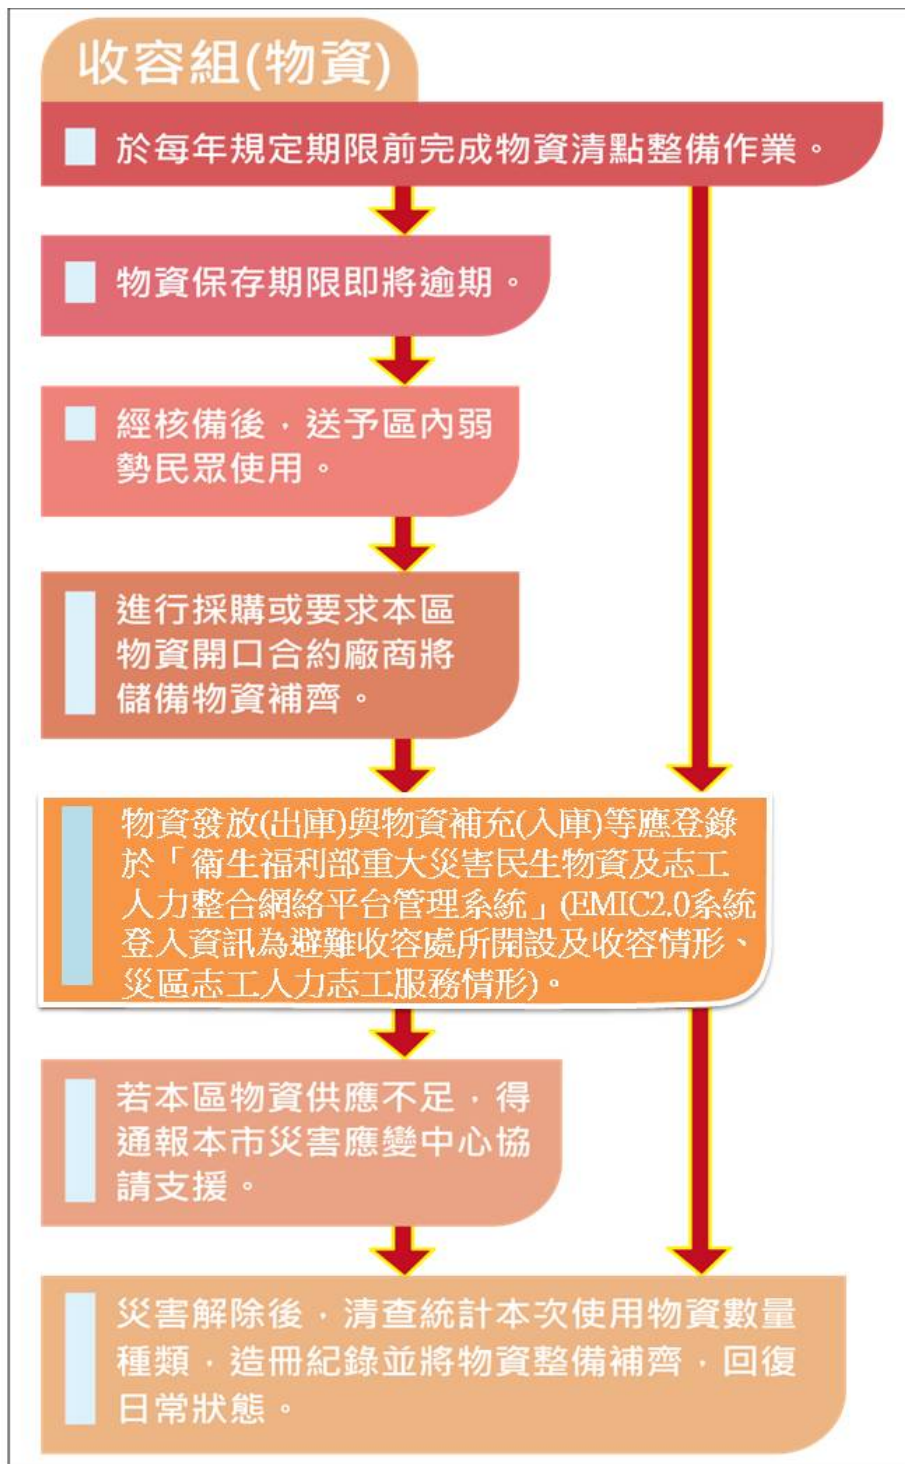 收容組(物資)
於每年規定期限前完成物資清點整備作業。
物資保存期限即將逾期。
經核備後，送予區內弱
勢民眾使用。
進行採購或要求本區
物資開口合約廠商將
儲備物資補齊。
物資發放(出庫)與物資補充(入庫)等應登錄
於「衛生福利部重大災害民生物資及志工
人力整合網絡平台管理系統」(EMIC2.0系統
登入資訊為避難收容處所開設及收容情形、
災區志工人力志工服務情形)。
若本區物資供應不足，得
通報本市災害應變中心協
請支援。
災害解除後，清查統計本次使用物資數量
種類，造冊紀錄並將物資整備補齊，回復
日常狀態。